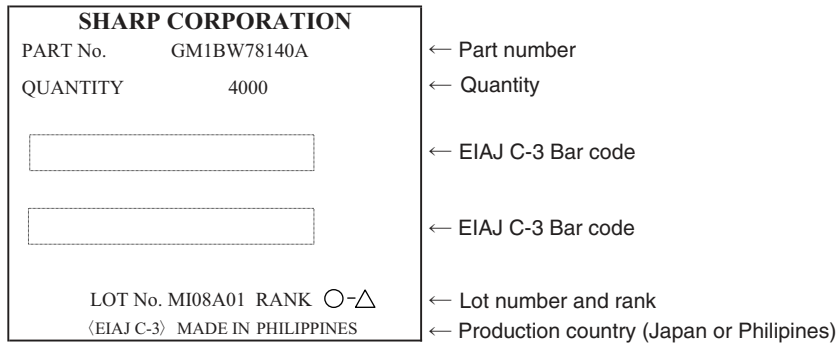 SHARP CORPORATION
PART No. GM1BW78140A ← Part number
QUANTITY 4000 ← Quantity
← EIAJ C-3 Bar code
← EIAJ C-3 Bar code
LOT No. MI08A01 RANK ○-△ ← Lot number and rank
〈EIAJ C-3〉 MADE IN PHILIPPINES ← Production country (Japan or Philipines)